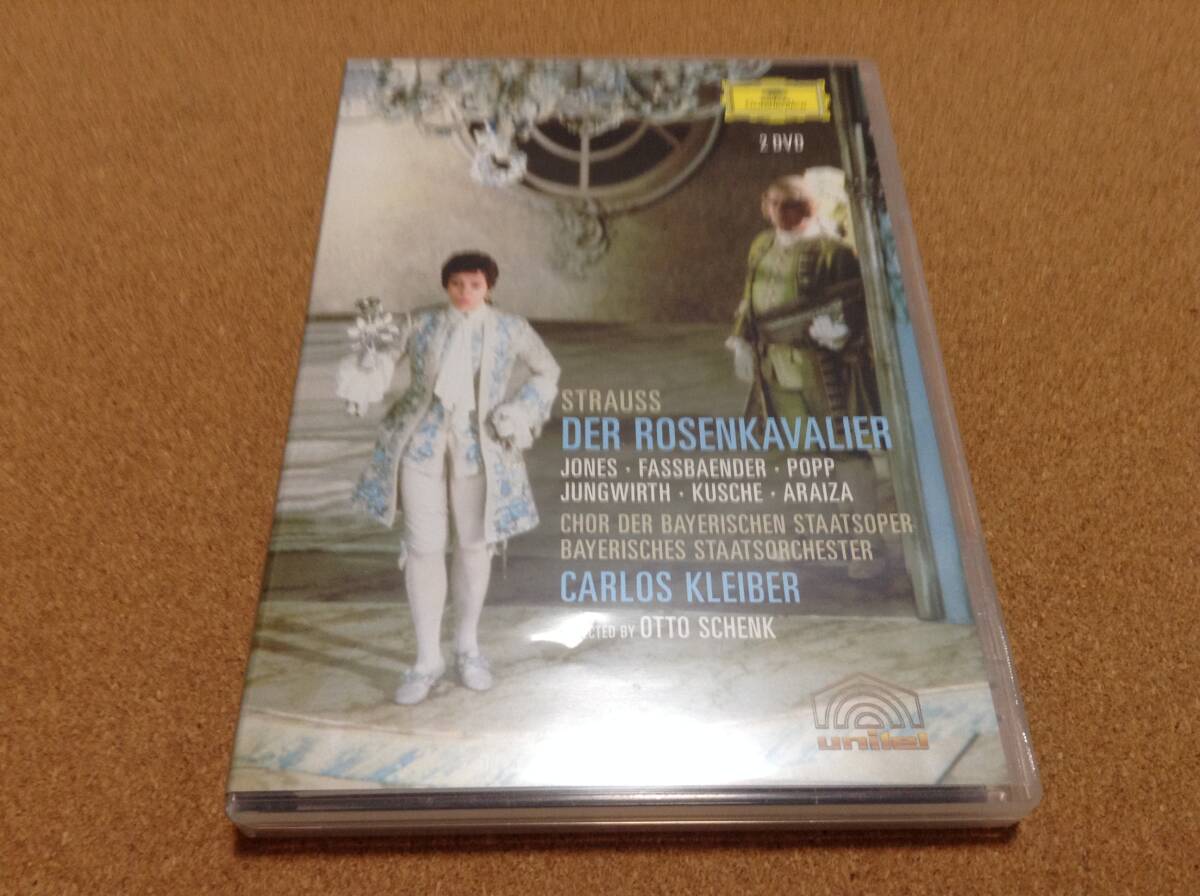 2 DVD
STRAUSS
DER ROSENKAVALIER
JONES · FASSBAENDER · POPP
JUNGWIRTH · KUSCHE · ARAIZA
CHOR DER BAYERISCHEN STAATSOPER
BAYERISCHES STAATSORCHESTER
CARLOS KLEIBER
BY OTTO SCHENK
unitel